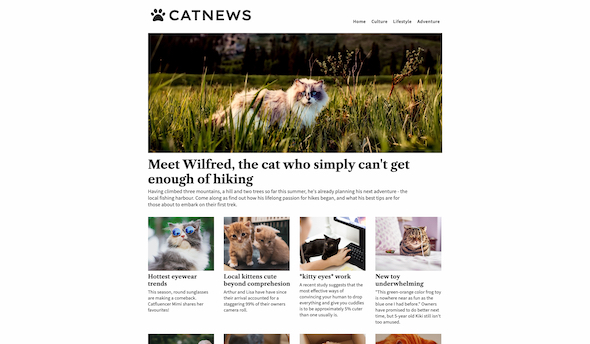 CATNEWS
Home Culture Lifestyle Adventure
Meet Wilfred, the cat who simply can't get
enough of hiking
Having climbed three mountains, a hill and two trees so far this summer, he's already planning his next adventure - the
local fishing harbour. Come along as find out how his lifelong passion for hikes began, and what his best tips are for
those about to embark on their first trek.
Hottest eyewear
trends
This season, round sunglasses
are making a comeback.
Catfluencer Mimi shares her
favourites!
Local kittens cute
beyond comprehesion
Arthur and Lisa have have since
their arrival accounted for a
staggering 99% of their owners
camera roll.
"kitty eyes" work
A recent study suggests that the
most effective ways of
convincing your human to drop
everything and give you cuddles
is to be approximately 5% cuter
than one usually is.
New toy
underwhelming
"This green-orange color frog toy
is nowhere near as fun as the
blue one I had before." Owners
have promised to do better next
time, but 5-year old Kiki still isn't
too amused.